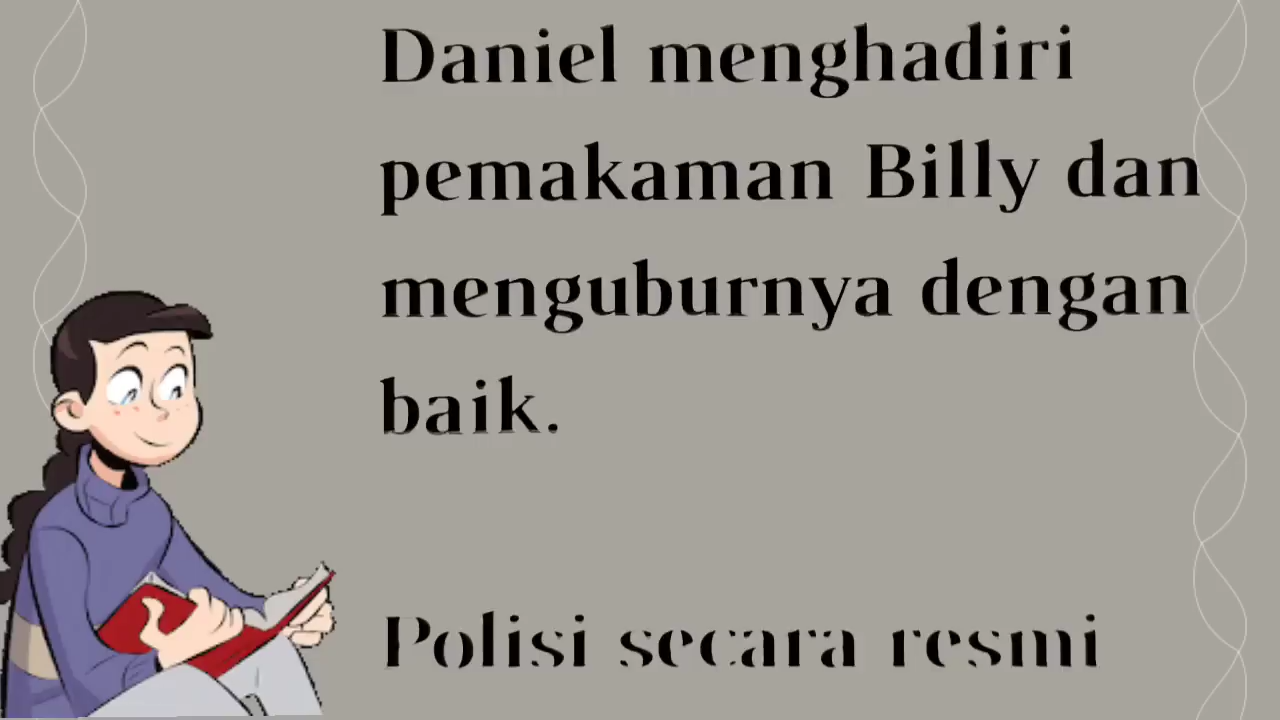 Daniel menghadiri
pemakaman Billy dan
menguburnya dengan
baik.
Polisi secara resmi